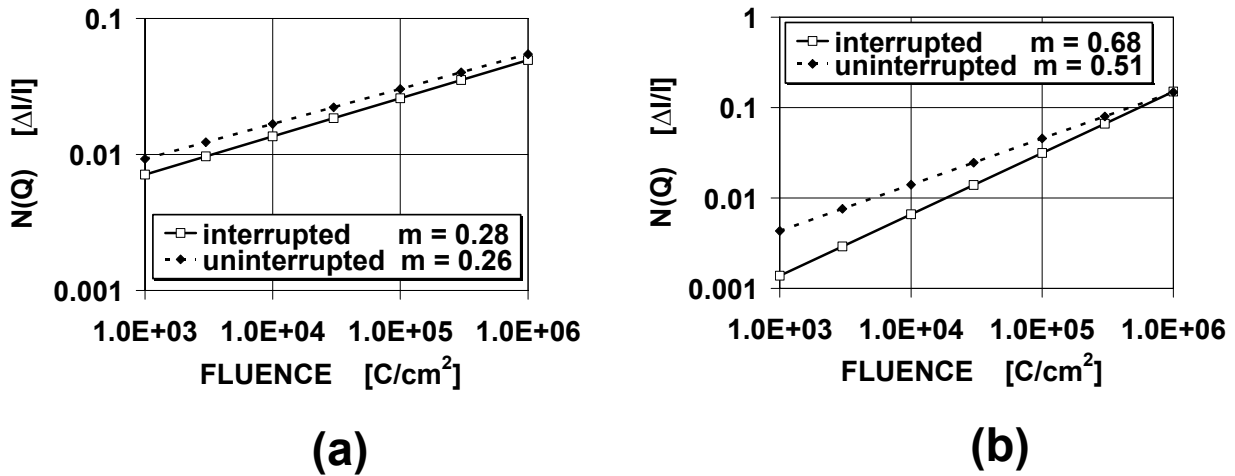 0.1
0.01
0.001
N(Q) [ΔI/I]
interrupted m = 0.28
uninterrupted m = 0.26
1.0E+03 1.0E+04 1.0E+05 1.0E+06
FLUENCE [C/cm²]
(a)
1
0.1
0.01
0.001
N(Q) [ΔI/I]
interrupted m = 0.68
uninterrupted m = 0.51
1.0E+03 1.0E+04 1.0E+05 1.0E+06
FLUENCE [C/cm²]
(b)